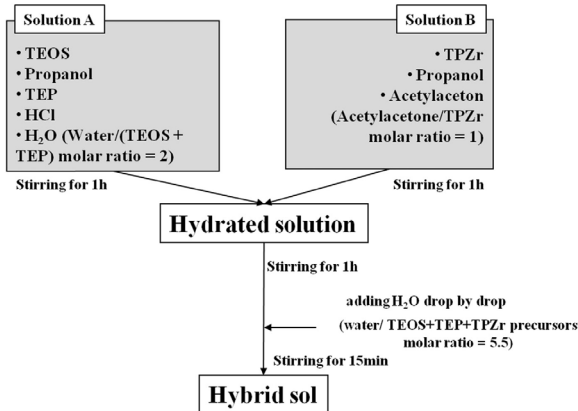 Solution A
• TEOS
• Propanol
• TEP
• HCl
• H₂O (Water/(TEOS +
TEP) molar ratio = 2)
Stirring for 1h
Solution B
• TPZr
• Propanol
• Acetylaceton
(Acetylacetone/TPZr
molar ratio = 1)
Stirring for 1h
Hydrated solution
Stirring for 1h
adding H₂O drop by drop
(water/ TEOS+TEP+TPZr precursors
molar ratio = 5.5)
Stirring for 15min
Hybrid sol